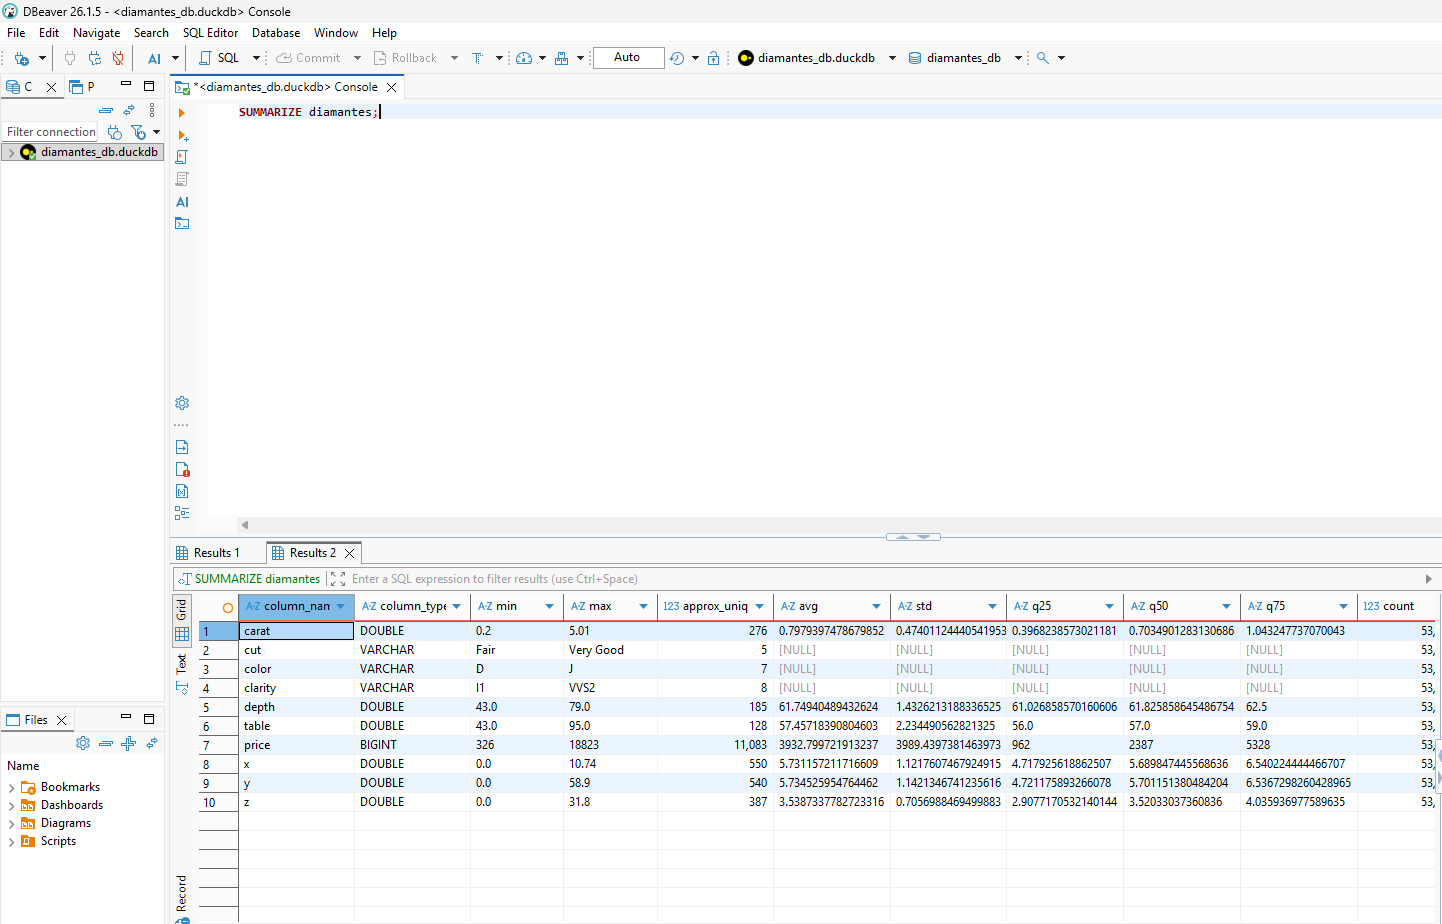 DBeaver 26.1.5 - <diamantes_db.duckdb> Console
File Edit Navigate Search SQL Editor Database Window Help
AI SQL Commit Rollback T Auto diamantes_db.duckdb diamantes_db
C P *<diamantes_db.duckdb> Console
Filter connection
diamantes_db.duckdb
SUMMARIZE diamantes;
AI
Results 1 Results 2
SUMMARIZE diamantes Enter a SQL expression to filter results (use Ctrl+Space)
Grid
Text
Record
A-Z column_nam A-Z column_type A-Z min A-Z max 123 approx_uniq A-Z avg A-Z std A-Z q25 A-Z q50 A-Z q75 123 count
1 carat DOUBLE 0.2 5.01 276 0.7979397478679852 0.47401124440541953 0.3968238573021181 0.7034901283130686 1.043247737070043 53,
2 cut VARCHAR Fair Very Good 5 [NULL] [NULL] [NULL] [NULL] [NULL] 53,
3 color VARCHAR D J 7 [NULL] [NULL] [NULL] [NULL] [NULL] 53,
4 clarity VARCHAR I1 VVS2 8 [NULL] [NULL] [NULL] [NULL] [NULL] 53,
5 depth DOUBLE 43.0 79.0 185 61.74940489432624 1.4326213188336525 61.026858570160606 61.825858645486754 62.5 53,
6 table DOUBLE 43.0 95.0 128 57.45718390804603 2.234490562821325 56.0 57.0 59.0 53,
7 price BIGINT 326 18823 11,083 3932.799721913237 3989.4397381463973 962 2387 5328 53,
8 x DOUBLE 0.0 10.74 550 5.731157211716609 1.1217607467924915 4.717925618862507 5.689847445568636 6.540224444466707 53,
9 y DOUBLE 0.0 58.9 540 5.734525954764462 1.1421346741235616 4.721175893266078 5.701151380484204 6.5367298260428965 53,
10 z DOUBLE 0.0 31.8 387 3.5387337782723316 0.7056988469499883 2.9077170532140144 3.52033037360836 4.035936977589635 53,
Files
Name
Bookmarks
Dashboards
Diagrams
Scripts